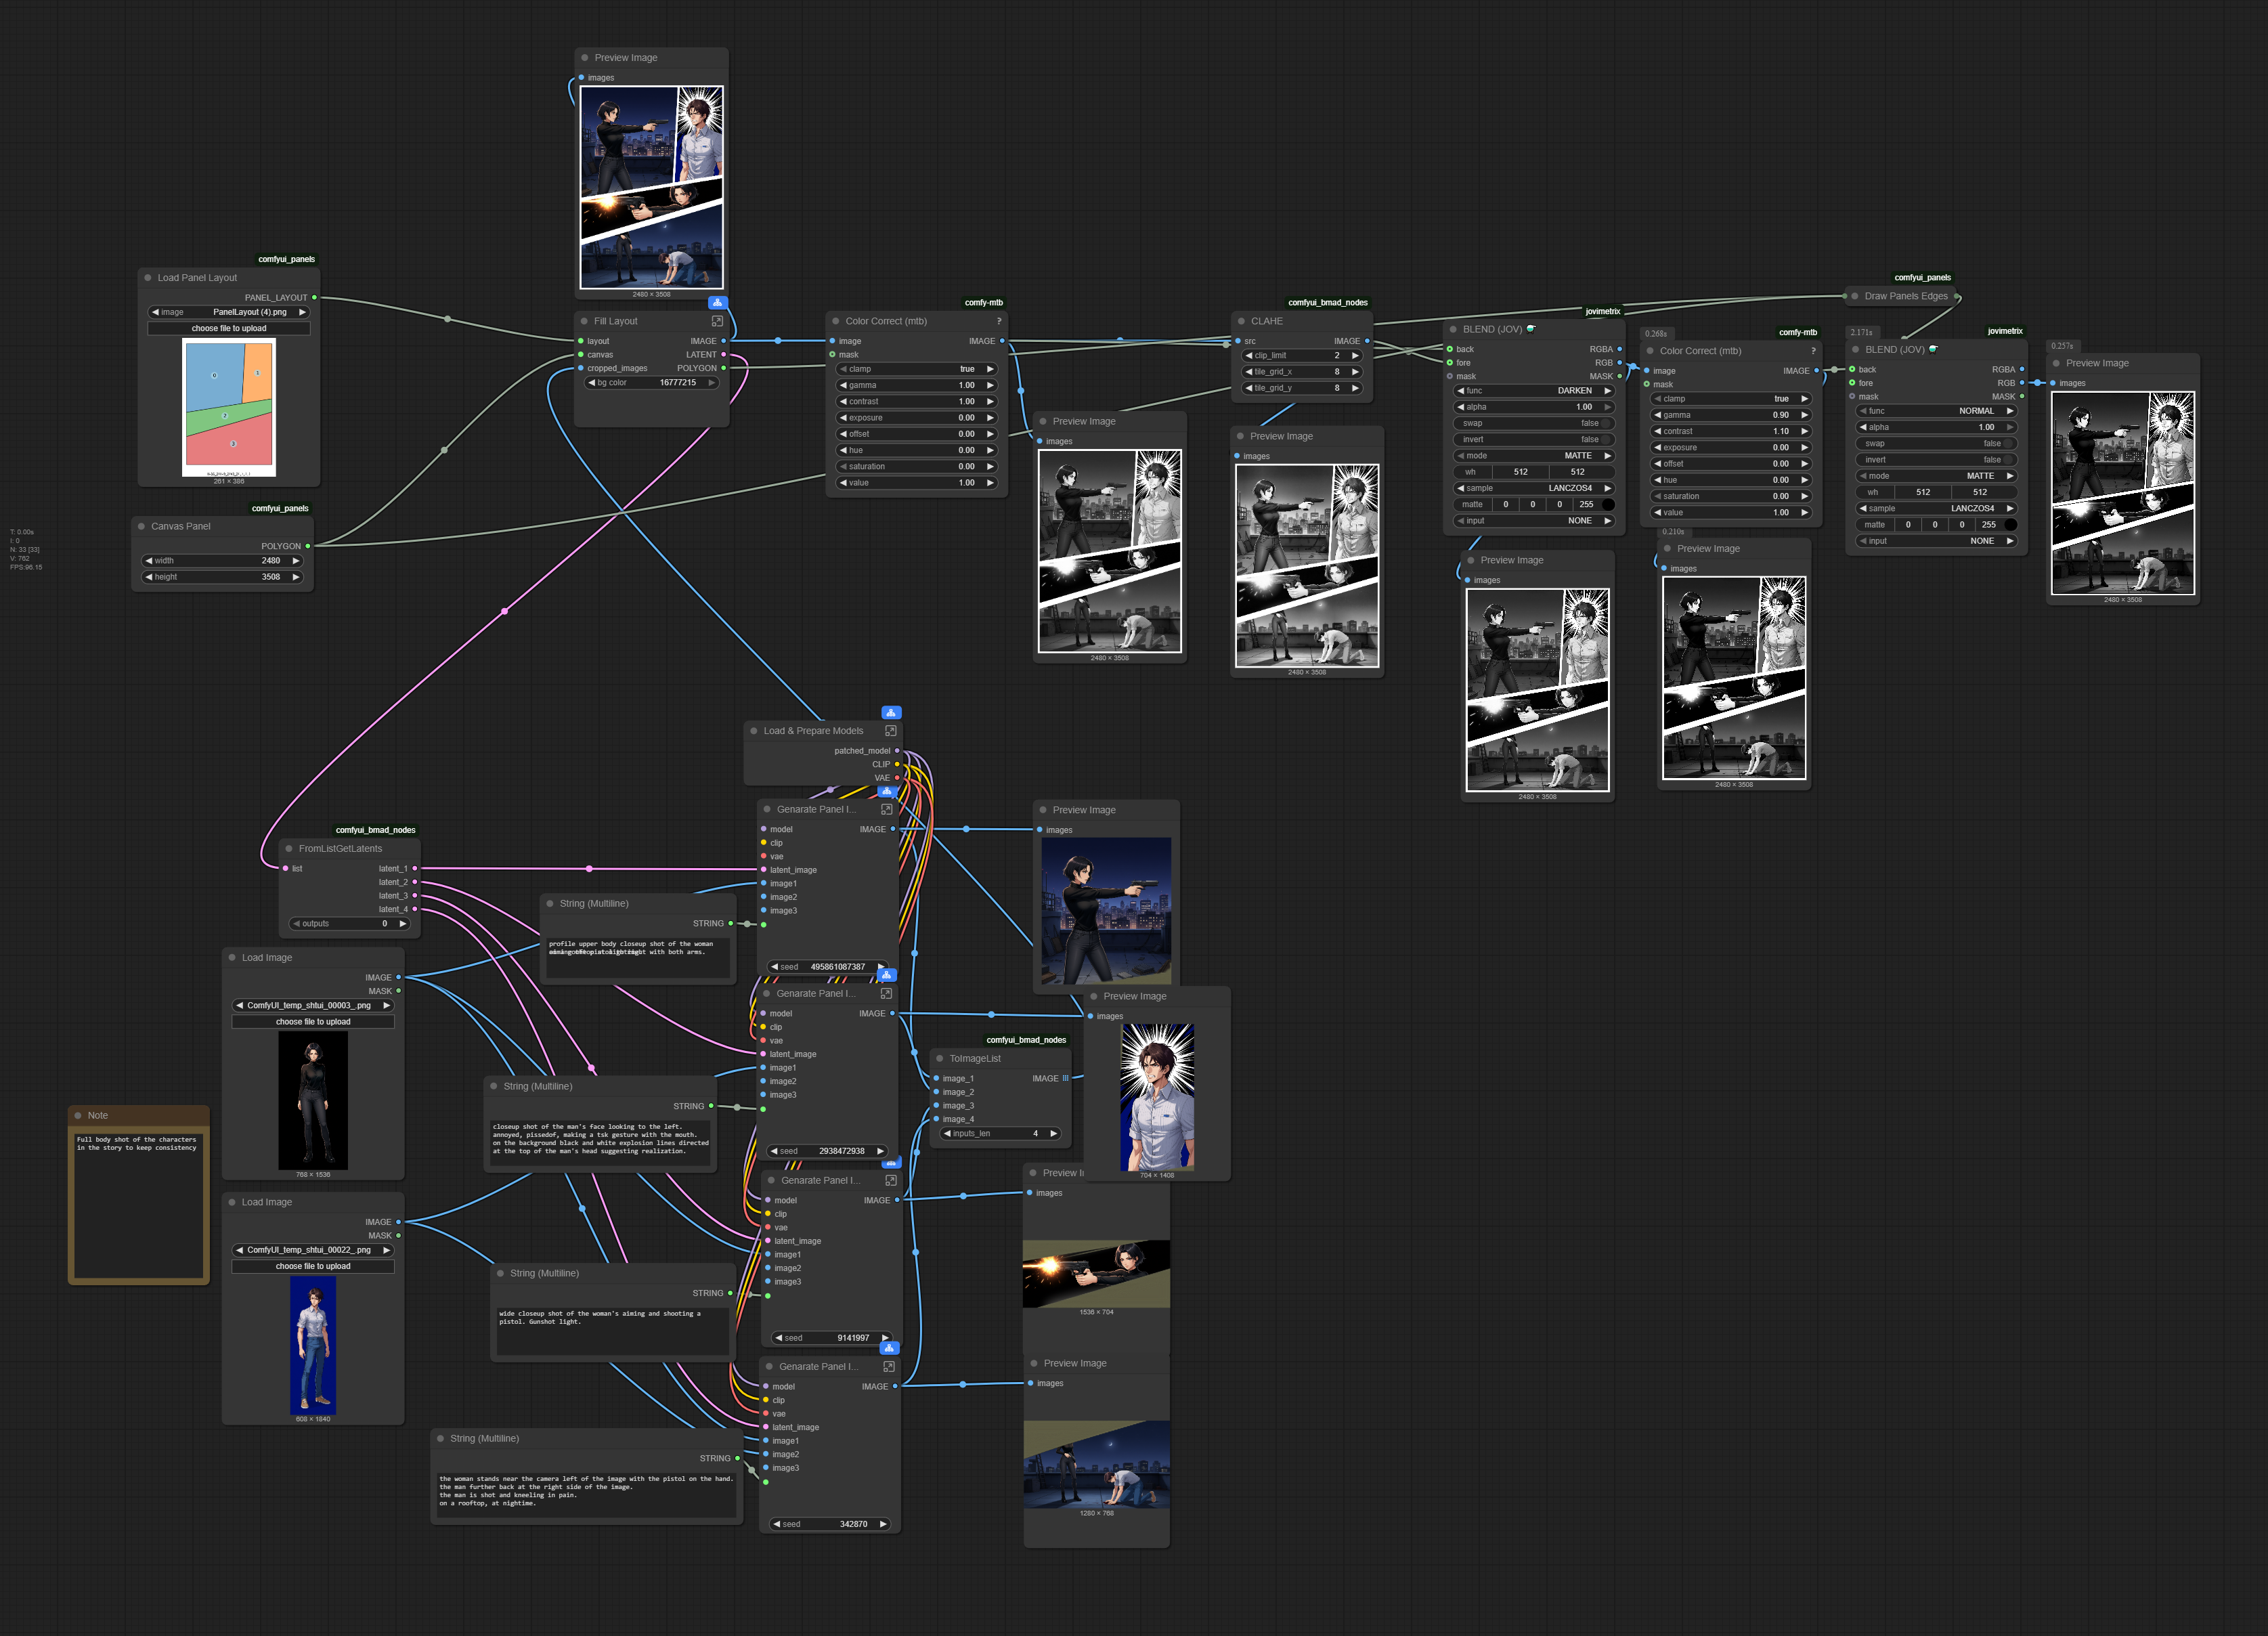 Preview Image
images
2480 × 3508
comfyui_panels
Load Panel Layout
PANEL_LAYOUT
image PanelLayout (4).png
choose file to upload
0
1
2
3
261 × 386
comfyui_panels
Canvas Panel
POLYGON
width 2480
height 3508
T: 0.00s
I: 0
N: 33 [33]
V: 762
FPS:96.15
Fill Layout
layout IMAGE
canvas LATENT
cropped_images POLYGON
bg color 16777215
comfy-mtb
Color Correct (mtb) ?
image IMAGE
mask
clamp true
gamma 1.00
contrast 1.00
exposure 0.00
offset 0.00
hue 0.00
saturation 0.00
value 1.00
Preview Image
images
2480 × 3508
comfyui_bmad_nodes
CLAHE
src IMAGE
clip_limit 2
tile_grid_x 8
tile_grid_y 8
Preview Image
images
2480 × 3508
jovimetrix
BLEND (JOV)
back RGBA
fore RGB
mask MASK
func DARKEN
alpha 1.00
swap false
invert false
mode MATTE
wh 512 512
sample LANCZOS4
matte 0 0 0 255
input NONE
Preview Image
images
2480 × 3508
0.268s
comfy-mtb
Color Correct (mtb) ?
image IMAGE
mask
clamp true
gamma 0.90
contrast 1.10
exposure 0.00
offset 0.00
hue 0.00
saturation 0.00
value 1.00
0.210s
Preview Image
images
2480 × 3508
comfyui_panels
Draw Panels Edges
2.171s
jovimetrix
BLEND (JOV)
back RGBA
fore RGB
mask MASK
func NORMAL
alpha 1.00
swap false
invert false
mode MATTE
wh 512 512
sample LANCZOS4
matte 0 0 0 255
input NONE
0.257s
Preview Image
images
2480 × 3508
Load & Prepare Models
patched_model
CLIP
VAE
comfyui_bmad_nodes
FromListGetLatents
list latent_1
latent_2
latent_3
latent_4
outputs 0
Load Image
IMAGE
MASK
ComfyUI_temp_shtui_00003_.png
choose file to upload
768 × 1536
Note
Full body shot of the characters
in the story to keep consistency
Load Image
IMAGE
MASK
ComfyUI_temp_shtui_00022_.png
choose file to upload
608 × 1840
String (Multiline)
STRING
profile upper body closeup shot of the woman
with both arms.
Genarate Panel I...
model IMAGE
clip
vae
latent_image
image1
image2
image3
seed 495861087387
String (Multiline)
STRING
closeup shot of the man's face looking to the left.
annoyed, pissedof, making a tsk gesture with the mouth.
on the background black and white explosion lines directed
at the top of the man's head suggesting realization.
Genarate Panel I...
model IMAGE
clip
vae
latent_image
image1
image2
image3
seed 2938472938
String (Multiline)
STRING
wide closeup shot of the woman's aiming and shooting a
pistol. Gunshot light.
Genarate Panel I...
model IMAGE
clip
vae
latent_image
image1
image2
image3
seed 9141997
String (Multiline)
STRING
the woman stands near the camera left of the image with the pistol on the hand.
the man further back at the right side of the image.
the man is shot and kneeling in pain.
on a rooftop, at nightime.
Genarate Panel I...
model IMAGE
clip
vae
latent_image
image1
image2
image3
seed 342870
comfyui_bmad_nodes
ToImageList
image_1 IMAGE
image_2
image_3
image_4
inputs_len 4
Preview Image
images
Preview Image
images
704 × 1408
Preview
images
1536 × 704
Preview Image
images
1280 × 768